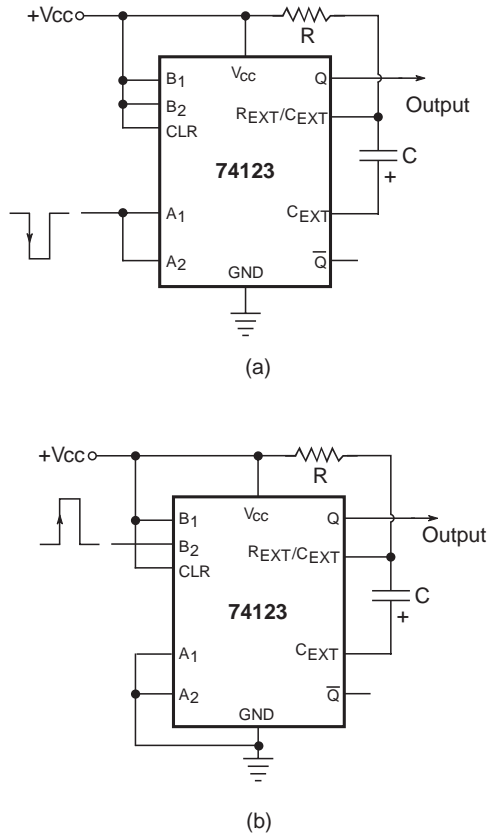 +Vcc
R
VCC
Q
Output
B1
B2
CLR
REXT/CEXT
C
+
74123
A1
CEXT
A2
GND
Q̅
(a)
+Vcc
R
VCC
Q
Output
B1
B2
CLR
REXT/CEXT
C
+
74123
A1
CEXT
A2
Q̅
GND
(b)